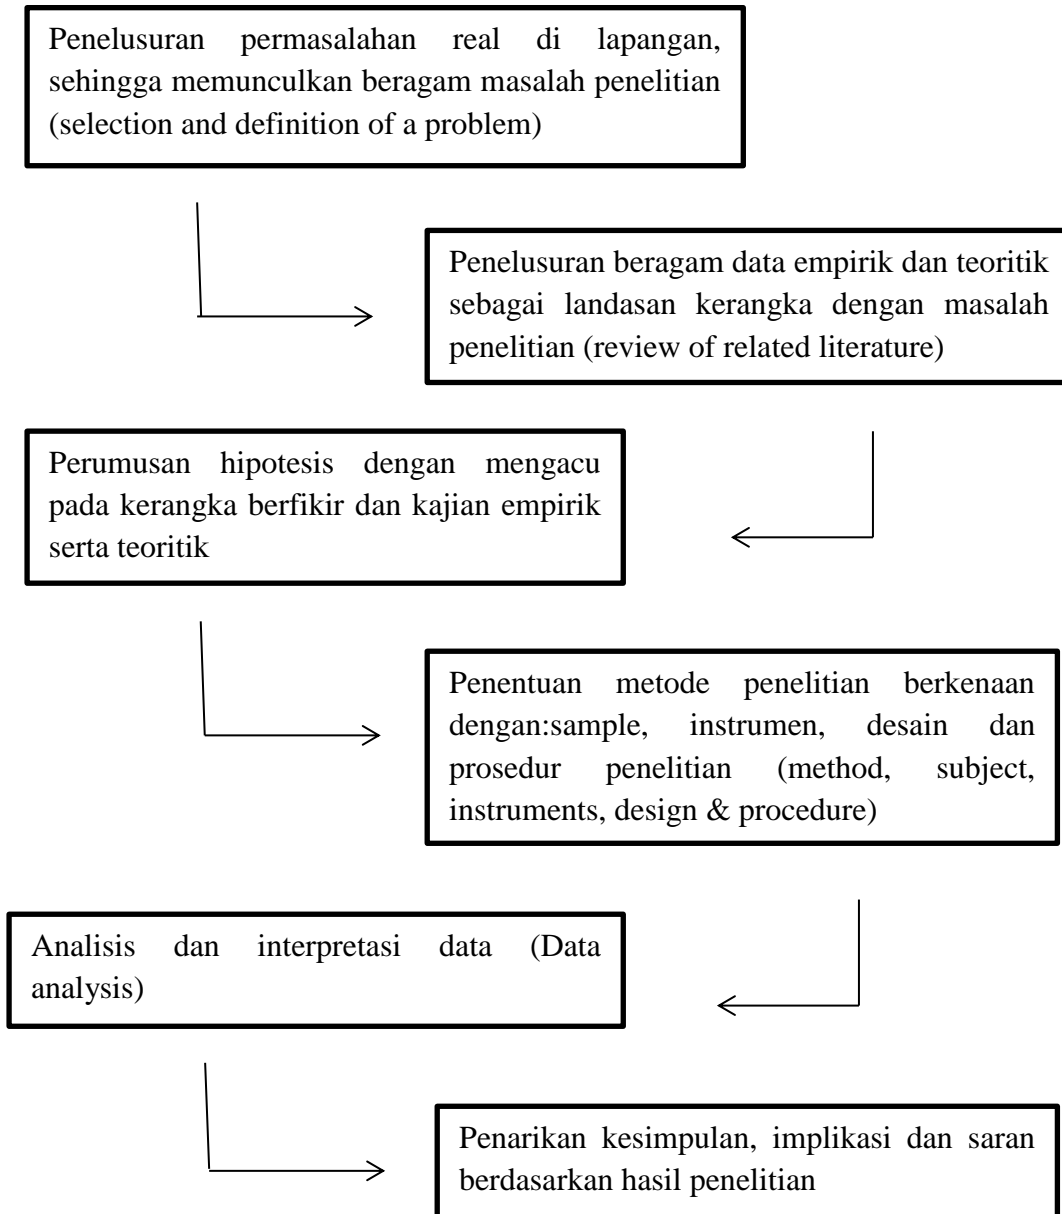 Penelusuran permasalahan real di lapangan,
sehingga memunculkan beragam masalah penelitian
(selection and definition of a problem)
Penelusuran beragam data empirik dan teoritik
sebagai landasan kerangka dengan masalah
penelitian (review of related literature)
Perumusan hipotesis dengan mengacu
pada kerangka berfikir dan kajian empirik
serta teoritik
Penentuan metode penelitian berkenaan
dengan:sample, instrumen, desain dan
prosedur penelitian (method, subject,
instruments, design & procedure)
Analisis dan interpretasi data (Data
analysis)
Penarikan kesimpulan, implikasi dan saran
berdasarkan hasil penelitian